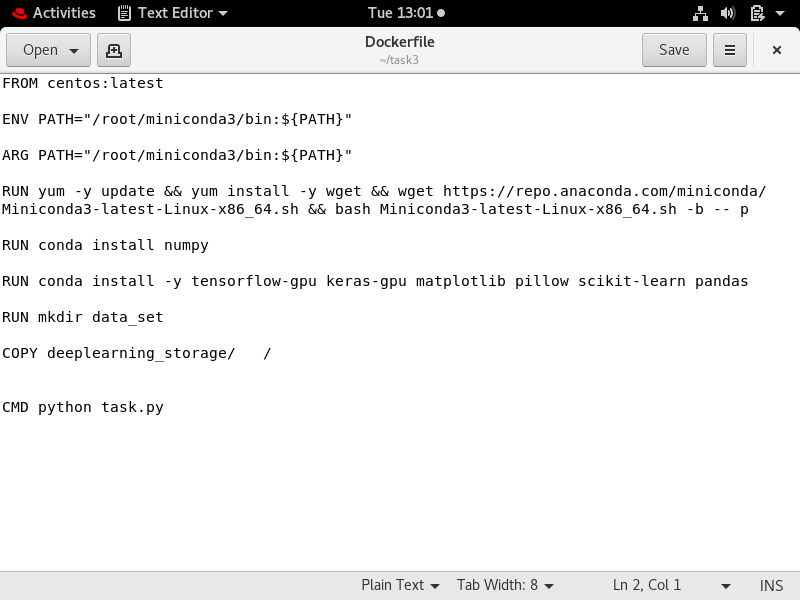 Activities Text Editor Tue 13:01
Open Dockerfile Save
~/task3
FROM centos:latest
ENV PATH="/root/miniconda3/bin:${PATH}"
ARG PATH="/root/miniconda3/bin:${PATH}"
RUN yum -y update && yum install -y wget && wget https://repo.anaconda.com/miniconda/
Miniconda3-latest-Linux-x86_64.sh && bash Miniconda3-latest-Linux-x86_64.sh -b -- p
RUN conda install numpy
RUN conda install -y tensorflow-gpu keras-gpu matplotlib pillow scikit-learn pandas
RUN mkdir data_set
COPY deeplearning_storage/   /
CMD python task.py
Plain Text Tab Width: 8 Ln 2, Col 1 INS